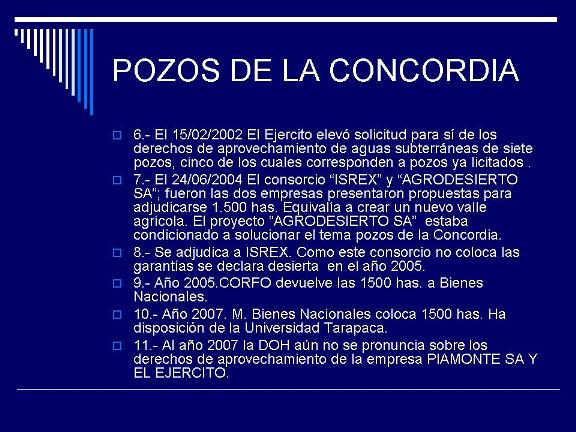 POZOS DE LA CONCORDIA
6. - El 15/02/2002 El Ejercito elevó solicitud para sí de los
derechos de aprovechamiento de aguas subterráneas de siete
pozos, cinco de los cuales corresponden a pozos ya licitados .
7. - El 24/06/2004 El consorcio “ISREX” y “AGRODESIERTO
SA”; fueron las dos empresas presentaron propuestas para
adjudicarse 1.500 has. Equivalía a crear un nuevo valle
agrícola. El proyecto “AGRODESIERTO SA” estaba
condicionado a solucionar el tema pozos de la Concordia.
8. - Se adjudica a ISREX. Como este consorcio no coloca las
garantías se declara desierta en el año 2005.
9. - Año 2005. CORFO devuelve las 1500 has. a Bienes
Nacionales.
10. - Año 2007. M. Bienes Nacionales coloca 1500 has. Ha
disposición de la Universidad Tarapaca.
11. - Al año 2007 la DOH aún no se pronuncia sobre los
derechos de aprovechamiento de la empresa PIAMONTE SA Y
EL EJERCITO.